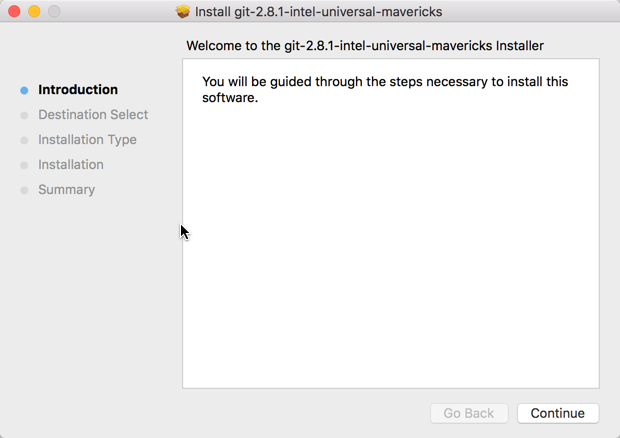 Install git-2.8.1-intel-universal-mavericks
Welcome to the git-2.8.1-intel-universal-mavericks Installer
Introduction
Destination Select
Installation Type
Installation
Summary
You will be guided through the steps necessary to install this
software.
Go Back
Continue